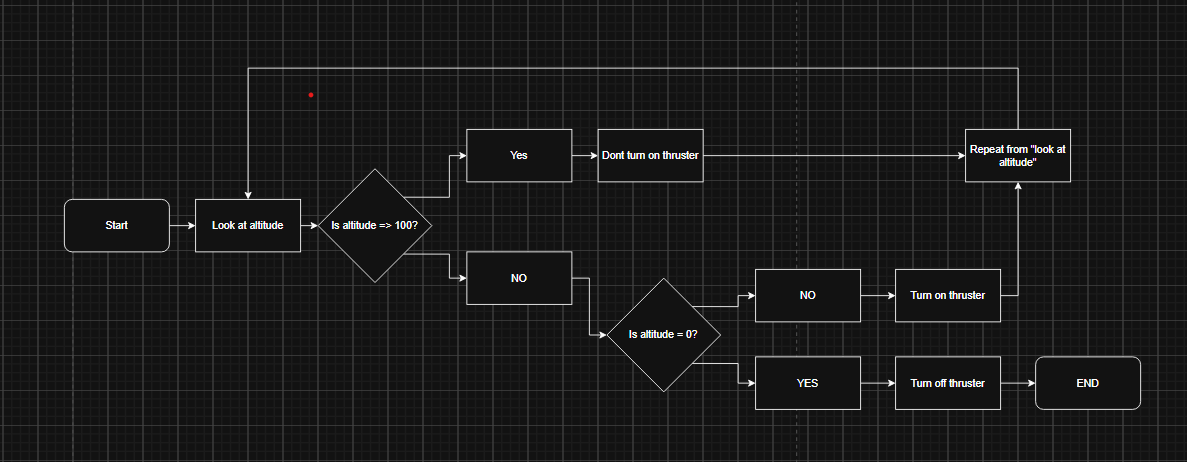 Yes
Dont turn on thruster
Repeat from "look at
altitude"
Start
Look at altitude
Is altitude => 100?
NO
Is altitude = 0?
NO
Turn on thruster
YES
Turn off thruster
END